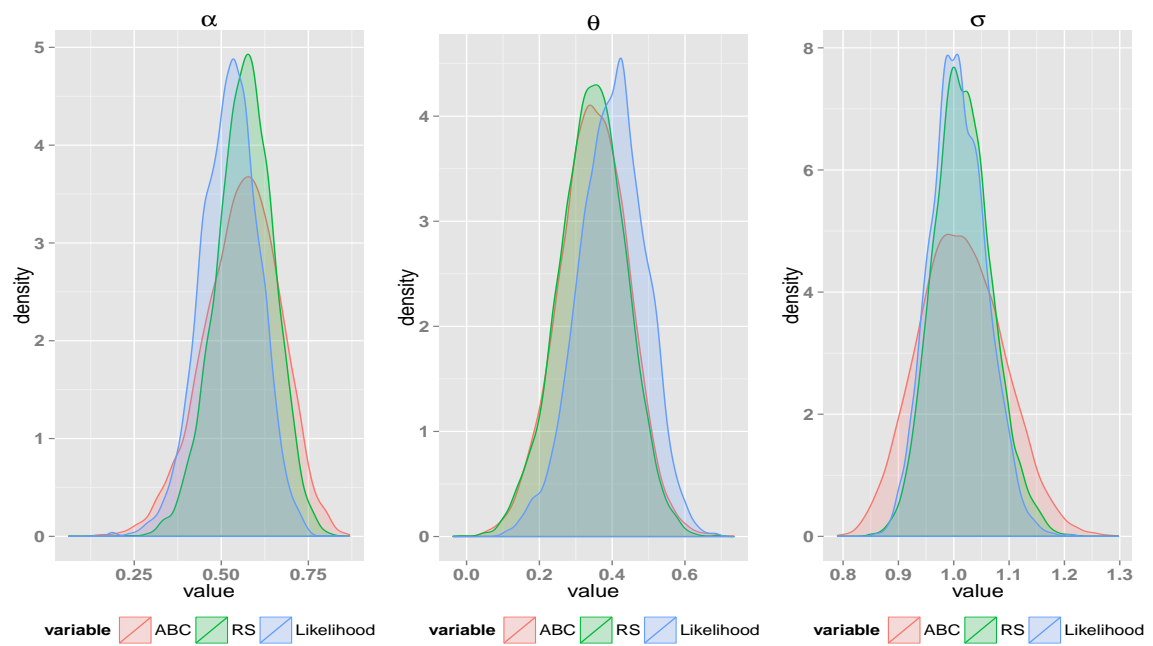 α
5
4
3
2
1
0
density
0.25 0.50 0.75
value
variable ABC RS Likelihood
θ
4
3
2
1
0
density
0.0 0.2 0.4 0.6
value
variable ABC RS Likelihood
σ
8
6
4
2
0
density
0.8 0.9 1.0 1.1 1.2 1.3
value
variable ABC RS Likelihood